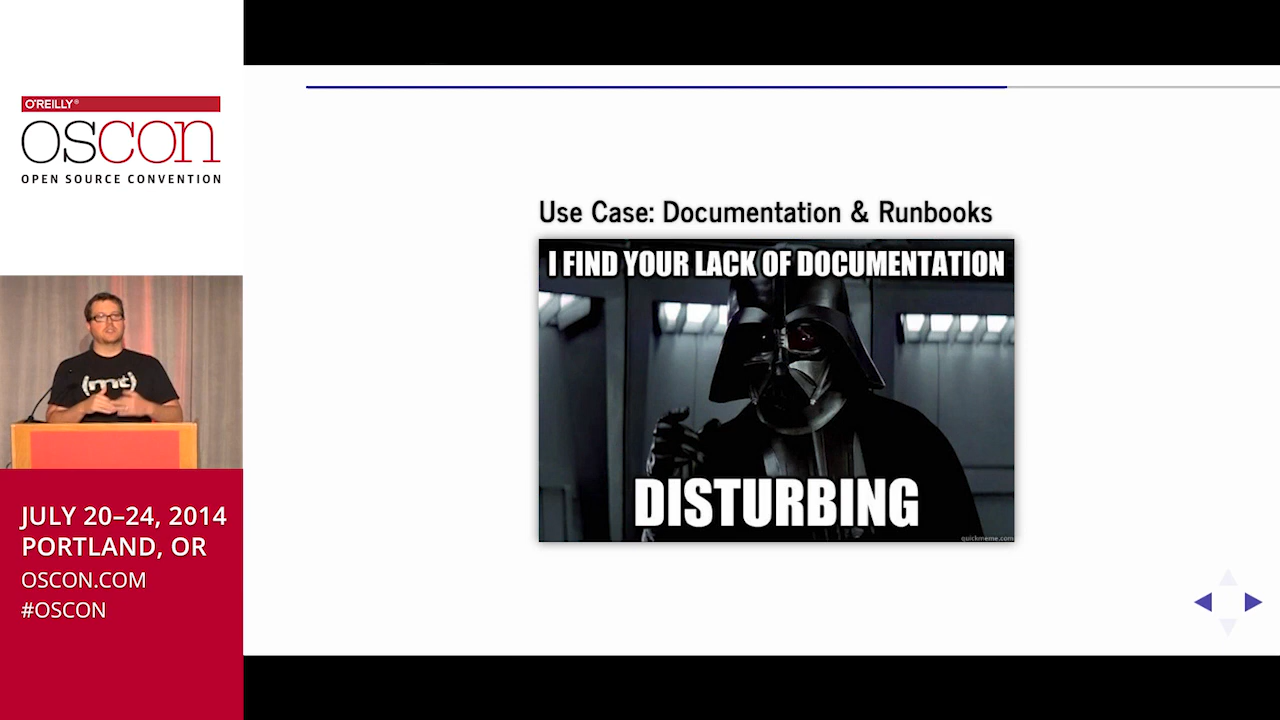 O'REILLY®
OSCON
OPEN SOURCE CONVENTION
(mt)
JULY 20–24, 2014
PORTLAND, OR
OSCON.COM
#OSCON
Use Case: Documentation & Runbooks
I FIND YOUR LACK OF DOCUMENTATION
DISTURBING
quickmeme.com